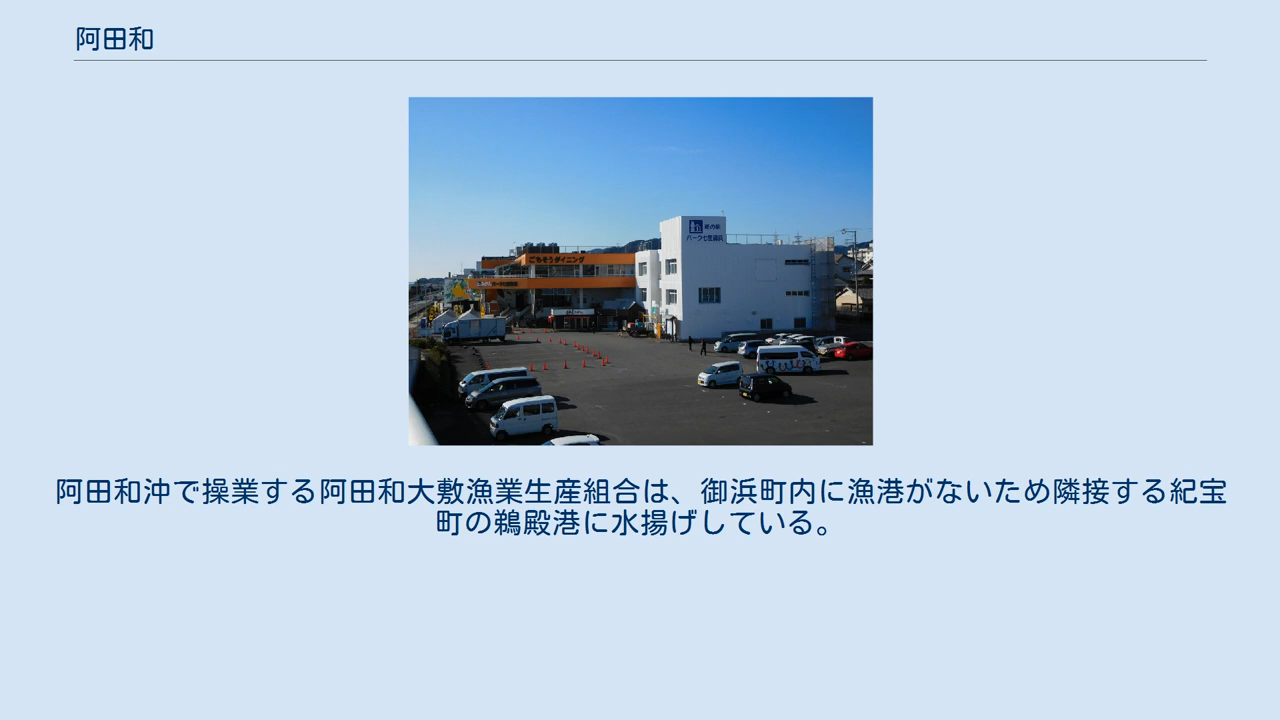 阿田和
道の駅
パーク七里御浜
ごちそうダイニング
阿田和沖で操業する阿田和大敷漁業生産組合は、御浜町内に漁港がないため隣接する紀宝
町の鵜殿港に水揚げしている。